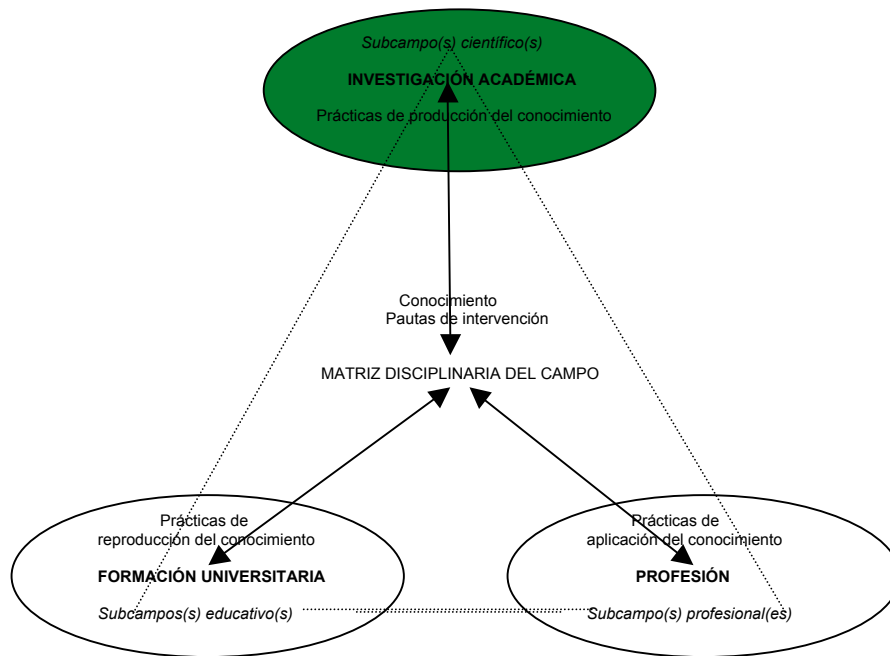 Subcampo(s) científico(s)
INVESTIGACIÓN ACADÉMICA
Prácticas de producción del conocimiento
Conocimiento
Pautas de intervención
MATRIZ DISCIPLINARIA DEL CAMPO
Prácticas de
reproducción del conocimiento
FORMACIÓN UNIVERSITARIA
Subcampos(s) educativo(s)
Prácticas de
aplicación del conocimiento
PROFESIÓN
Subcampo(s) profesional(es)